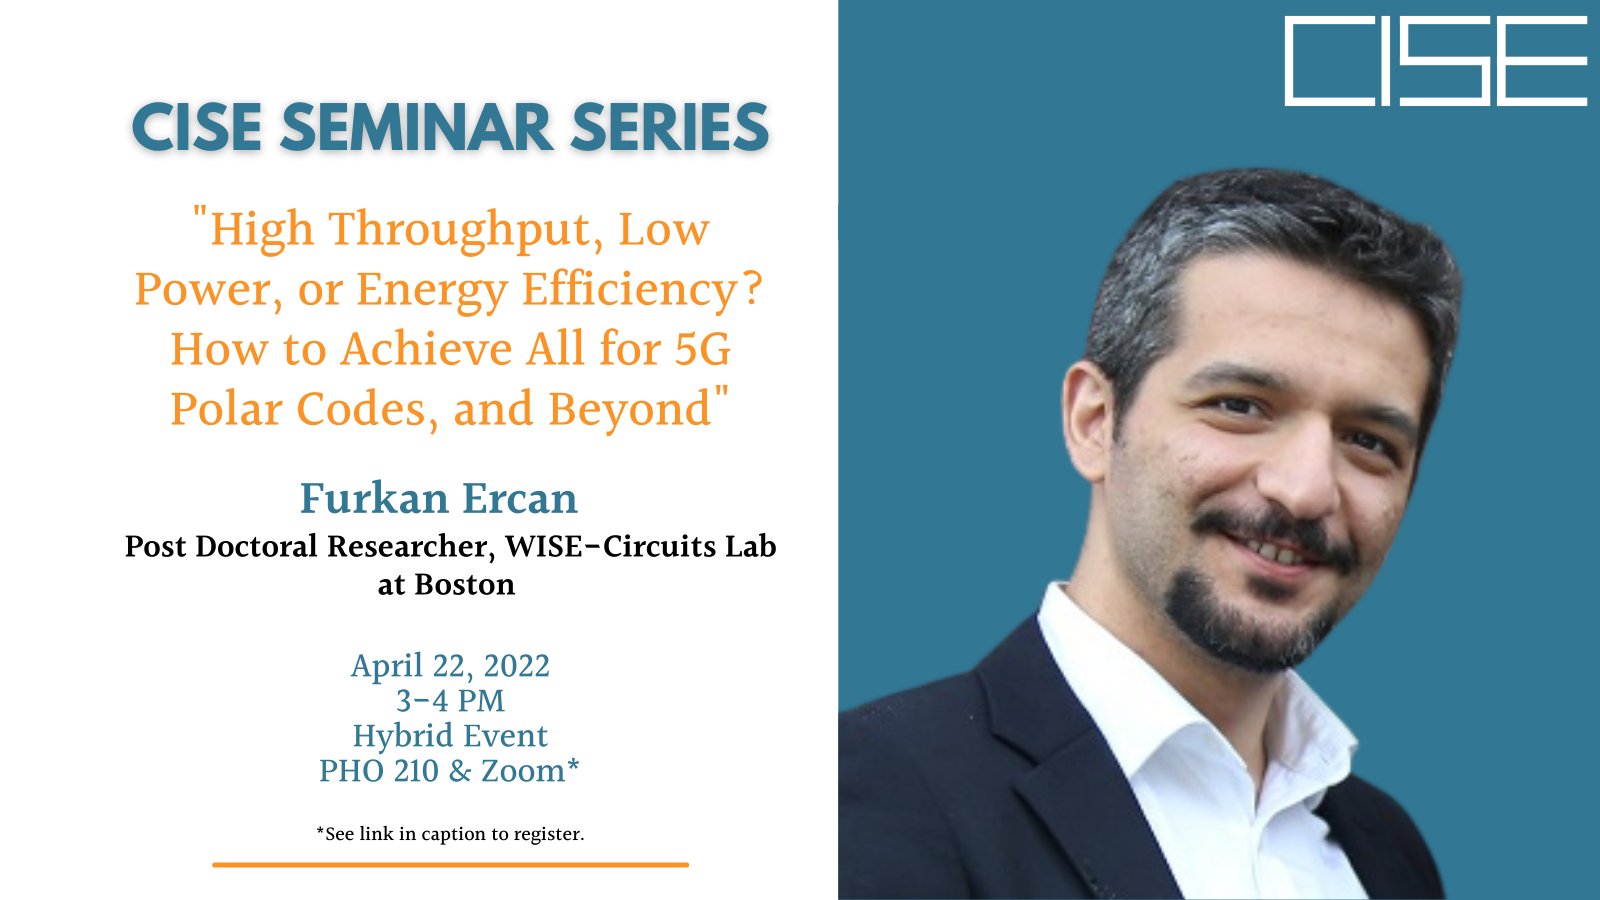 CISE
CISE SEMINAR SERIES
"High Throughput, Low
Power, or Energy Efficiency?
How to Achieve All for 5G
Polar Codes, and Beyond"
Furkan Ercan
Post Doctoral Researcher, WISE-Circuits Lab
at Boston
April 22, 2022
3-4 PM
Hybrid Event
PHO 210 & Zoom*
*See link in caption to register.